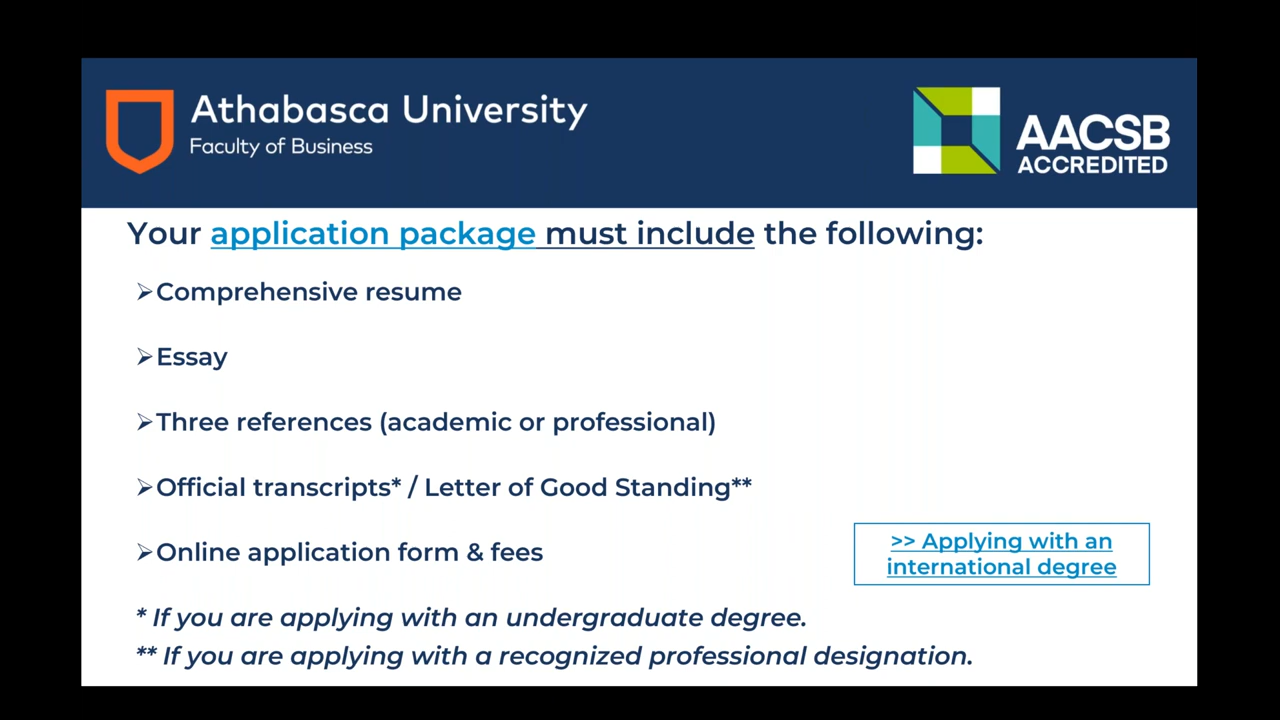 Athabasca University
Faculty of Business
AACSB
ACCREDITED
Your application package must include the following:
➢Comprehensive resume
➢Essay
➢Three references (academic or professional)
➢Official transcripts* / Letter of Good Standing**
➢Online application form & fees
>> Applying with an
international degree
* If you are applying with an undergraduate degree.
** If you are applying with a recognized professional designation.